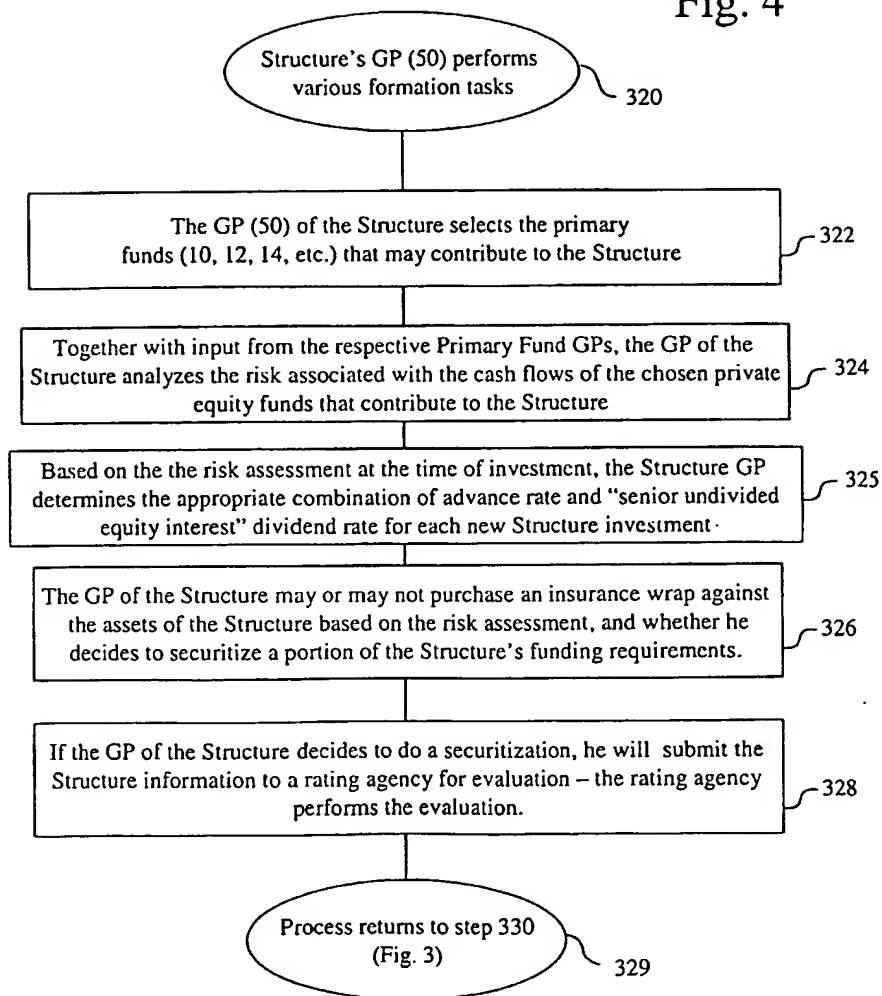 Fig. 4
Structure's GP (50) performs
various formation tasks
320
The GP (50) of the Structure selects the primary
funds (10, 12, 14, etc.) that may contribute to the Structure
322
Together with input from the respective Primary Fund GPs, the GP of the
Structure analyzes the risk associated with the cash flows of the chosen private
equity funds that contribute to the Structure
324
Based on the the risk assessment at the time of investment, the Structure GP
determines the appropriate combination of advance rate and “senior undivided
equity interest” dividend rate for each new Structure investment
325
The GP of the Structure may or may not purchase an insurance wrap against
the assets of the Structure based on the risk assessment, and whether he
decides to securitize a portion of the Structure's funding requirements.
326
If the GP of the Structure decides to do a securitization, he will submit the
Structure information to a rating agency for evaluation – the rating agency
performs the evaluation.
328
Process returns to step 330
(Fig. 3)
329